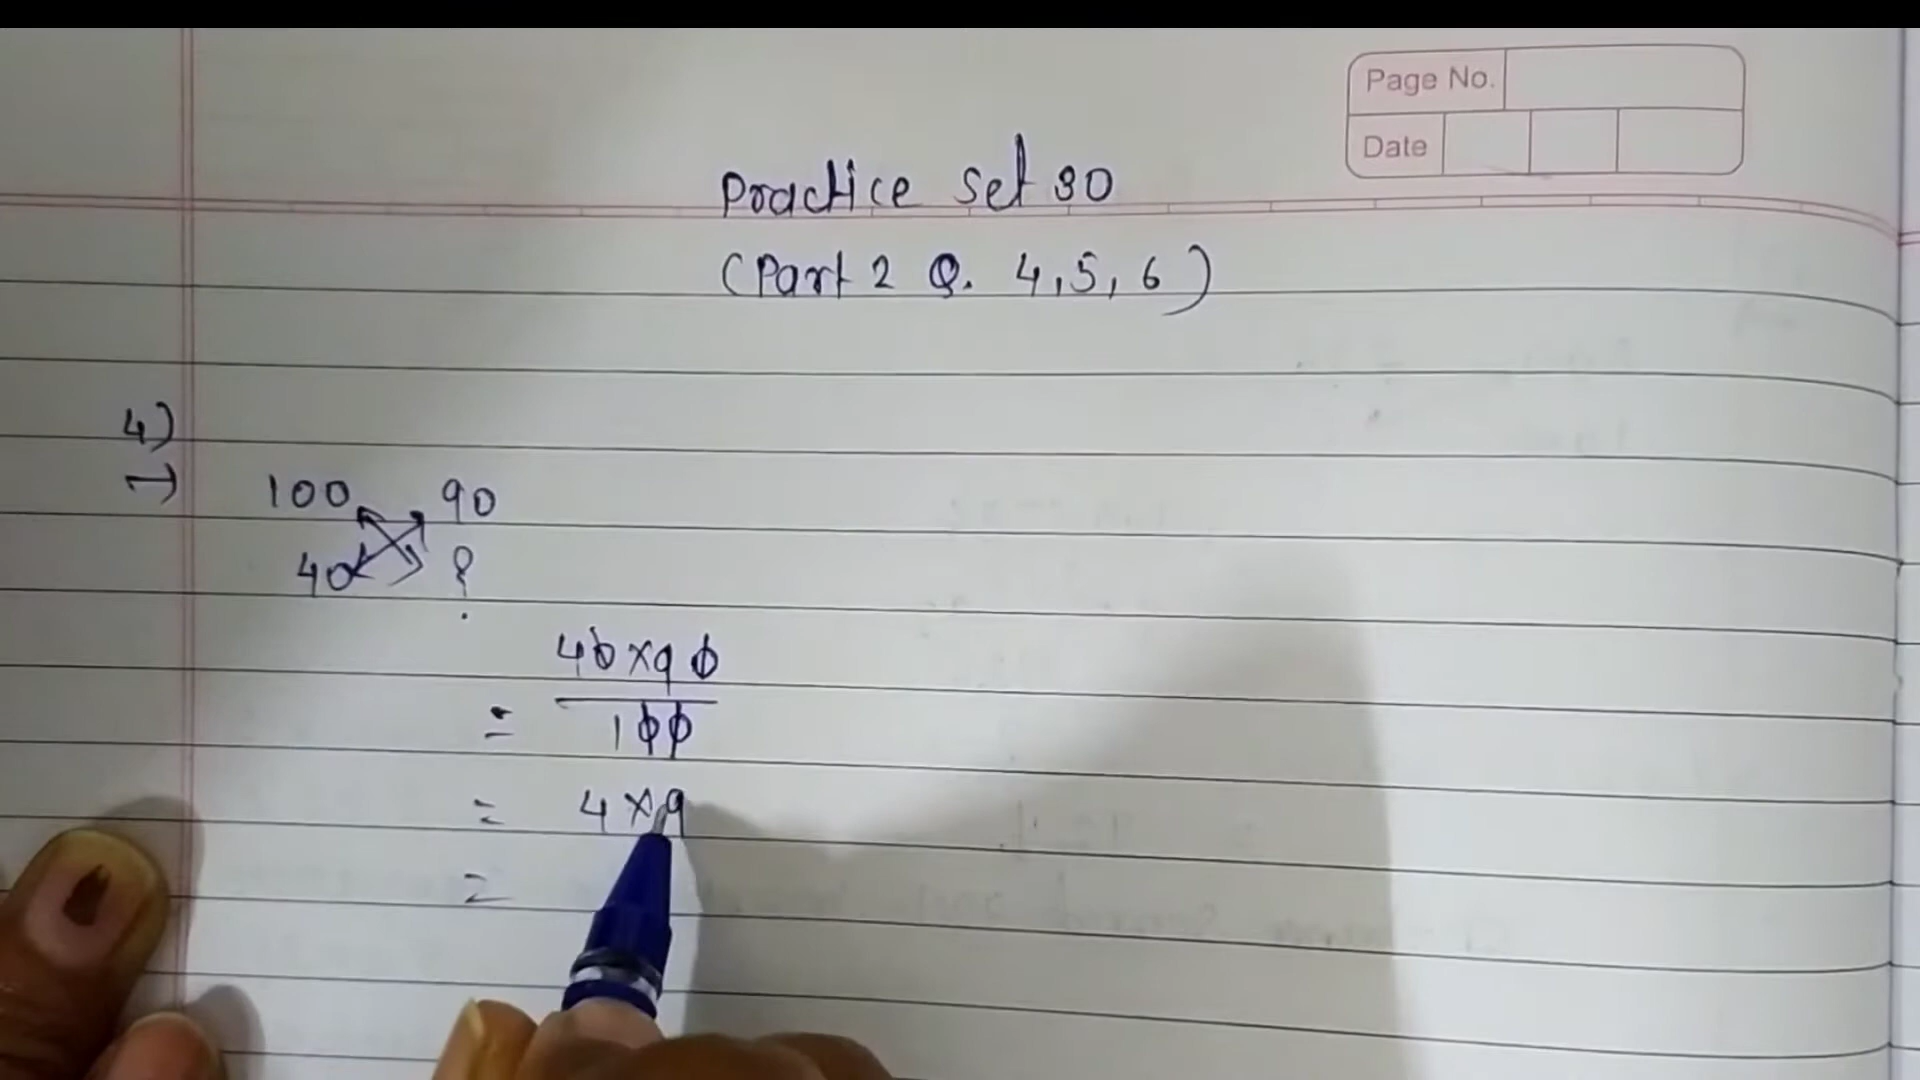 Page No.
Date
Practice Set 30
(Part 2 Q. 4, 5, 6)
4)
→ 100 90
40 ?
= 40 × 90 / 100
= 4 × 9
=